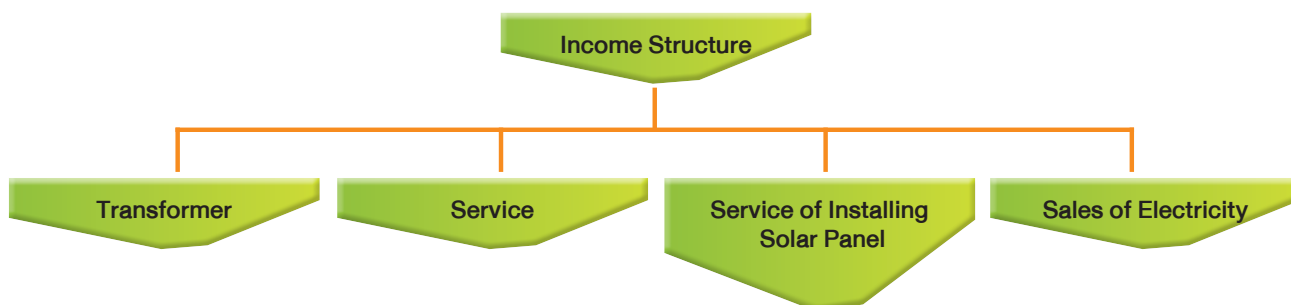 Income Structure
Transformer
Service
Service of Installing
Solar Panel
Sales of Electricity